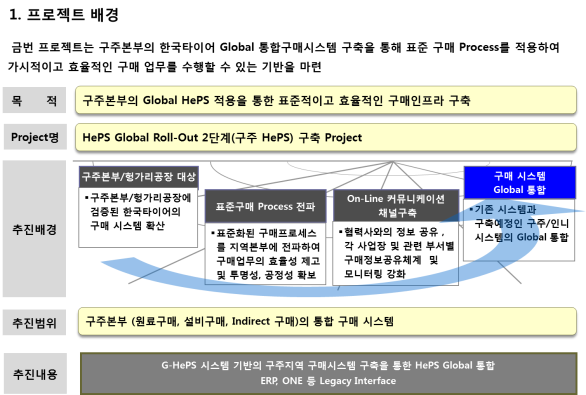 1. 프로젝트 배경
금번 프로젝트는 구주본부의 한국타이어 Global 통합구매시스템 구축을 통해 표준 구매 Process를 적용하여
가시적이고 효율적인 구매 업무를 수행할 수 있는 기반을 마련
목 적
구주본부의 Global HePS 적용을 통한 표준적이고 효율적인 구매인프라 구축
Project명
HePS Global Roll-Out 2단계(구주 HePS) 구축 Project
추진배경
구주본부/헝가리공장 대상
▪구주본부/헝가리공장에
검증된 한국타이어의
구매 시스템 확산
표준구매 Process 전파
▪표준화된 구매프로세스
를 지역본부에 전파하여
구매업무의 효율성 제고
및 투명성, 공정성 확보
On-Line 커뮤니케이션
채널구축
▪협력사와의 정보 공유 ,
각 사업장 및 관련 부서별
구매정보공유체계 및
모니터링 강화
구매 시스템
Global 통합
▪기존 시스템과
구축예정인 구주/인니
시스템의 Global 통합
추진범위
구주본부 (원료구매, 설비구매, Indirect 구매)의 통합 구매 시스템
추진내용
G-HePS 시스템 기반의 구주지역 구매시스템 구축을 통한 HePS Global 통합
ERP, ONE 등 Legacy Interface